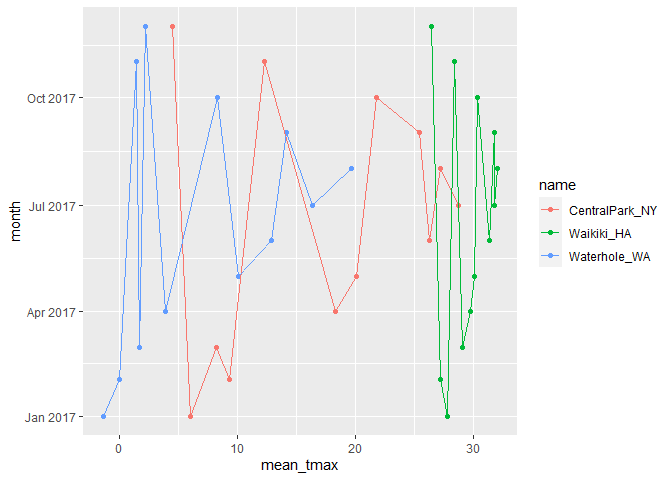 Oct 2017
Jul 2017
Apr 2017
Jan 2017
month
0 10 20 30
mean_tmax
name
CentralPark_NY
Waikiki_HA
Waterhole_WA